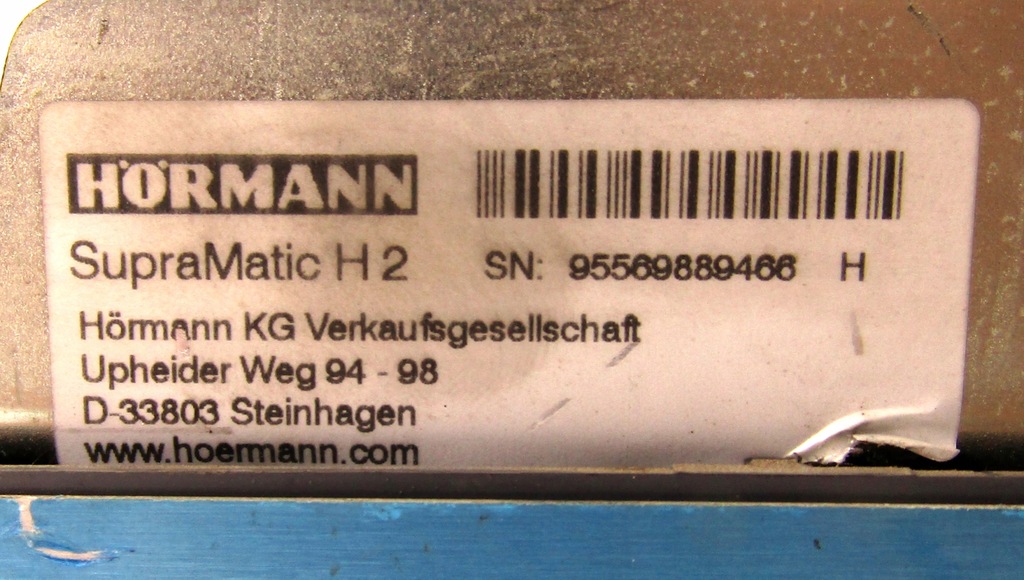 HÖRMANN
SupraMatic H 2 SN: 95569889466 H
Hörmann KG Verkaufsgesellschaft
Upheider Weg 94 - 98
D-33803 Steinhagen
www.hoermann.com